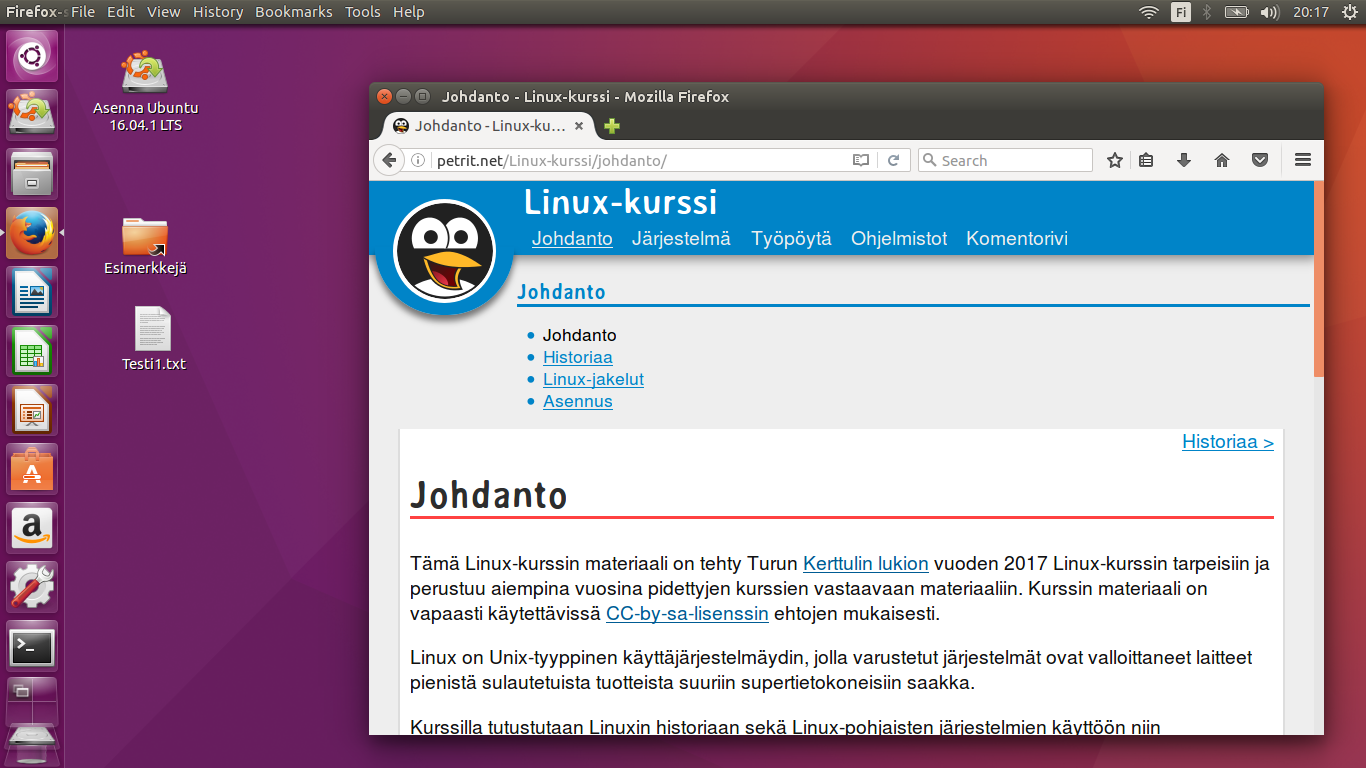 Firefox-s File Edit View History Bookmarks Tools Help
Fi 20:17
Asenna Ubuntu
16.04.1 LTS
Esimerkkejä
Testi1.txt
Johdanto - Linux-kurssi - Mozilla Firefox
Johdanto - Linux-ku...
petrit.net/Linux-kurssi/johdanto/
Search
Linux-kurssi
Johdanto Järjestelmä Työpöytä Ohjelmistot Komentorivi
Johdanto
Johdanto
Historiaa
Linux-jakelut
Asennus
Historiaa >
Johdanto
Tämä Linux-kurssin materiaali on tehty Turun Kerttulin lukion vuoden 2017 Linux-kurssin tarpeisiin ja
perustuu aiempina vuosina pidettyjen kurssien vastaavaan materiaaliin. Kurssin materiaali on
vapaasti käytettävissä CC-by-sa-lisenssin ehtojen mukaisesti.
Linux on Unix-tyyppinen käyttäjärjestelmäydin, jolla varustetut järjestelmät ovat valloittaneet laitteet
pienistä sulautetuista tuotteista suuriin supertietokoneisiin saakka.
Kurssilla tutustutaan Linuxin historiaan sekä Linux-pohjaisten järjestelmien käyttöön niin